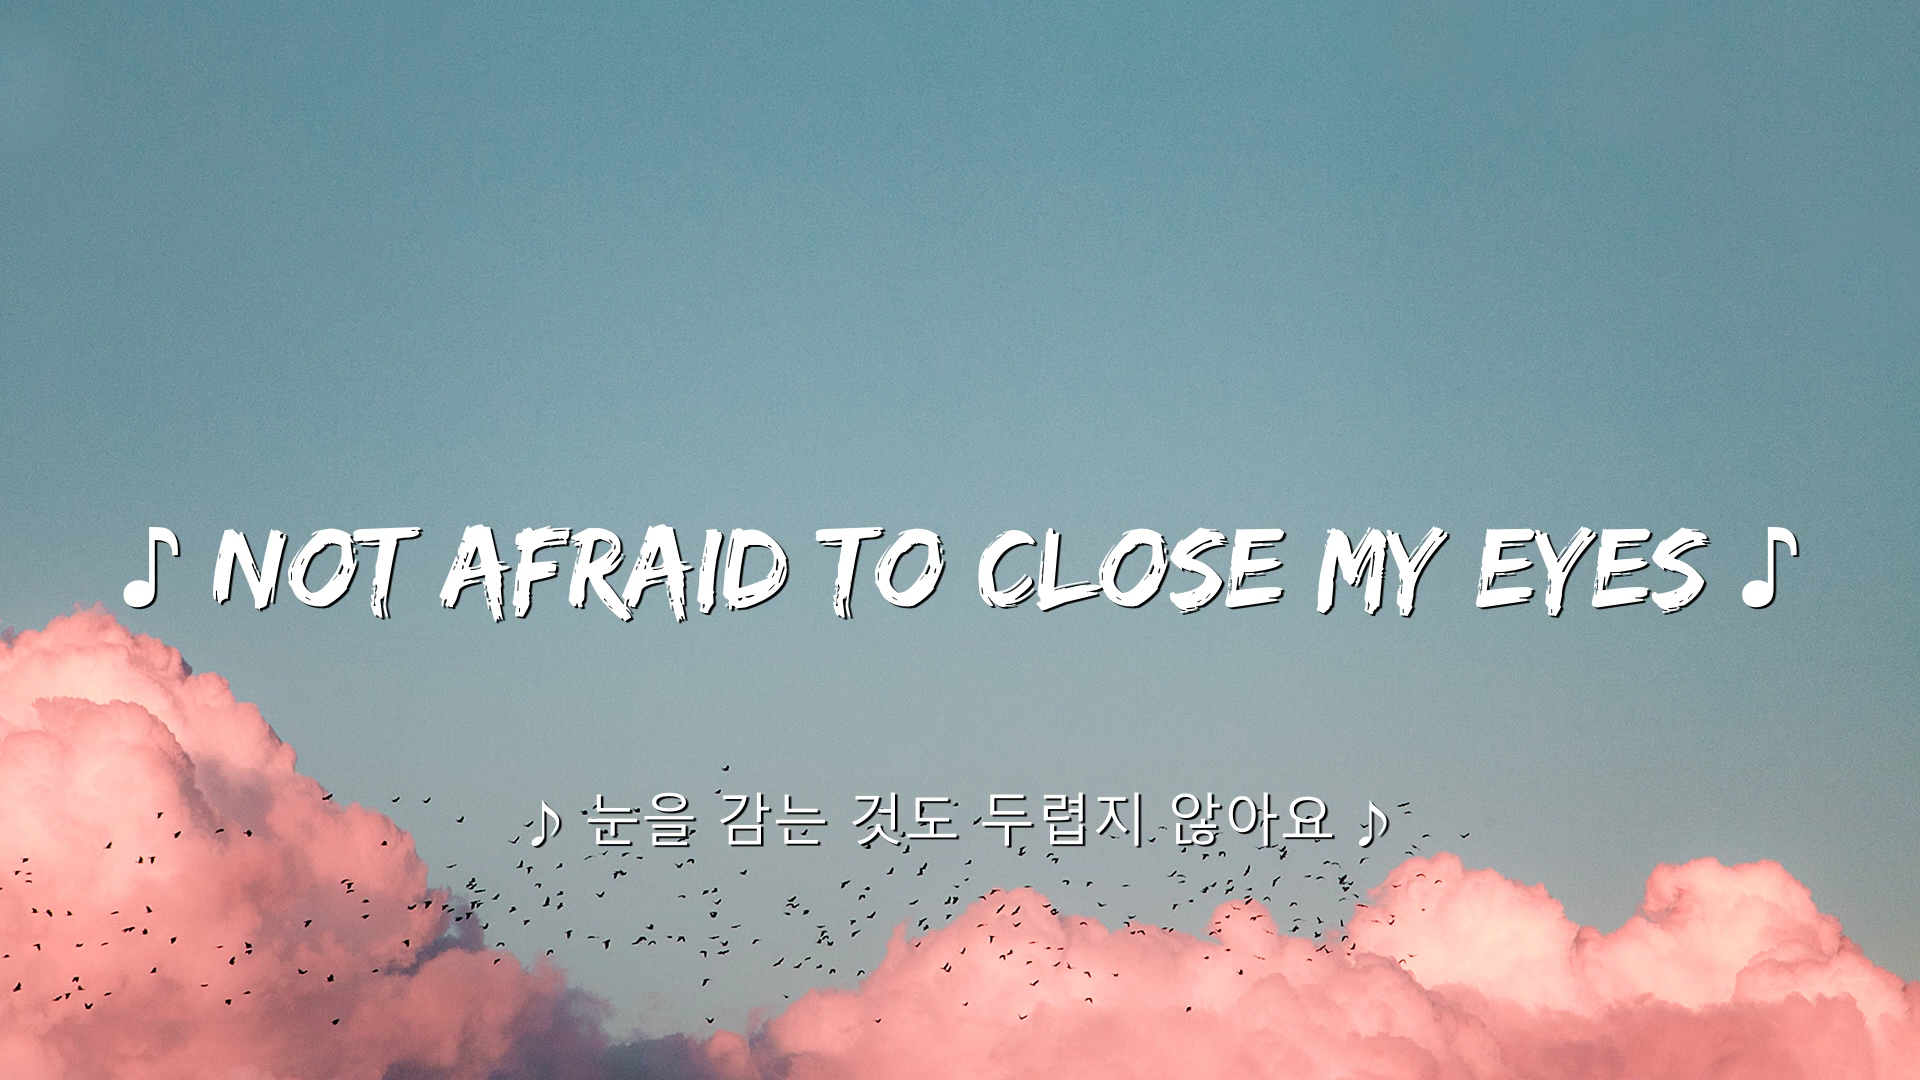 ♪ NOT AFRAID TO CLOSE MY EYES ♪
♪ 눈을 감는 것도 두렵지 않아요 ♪